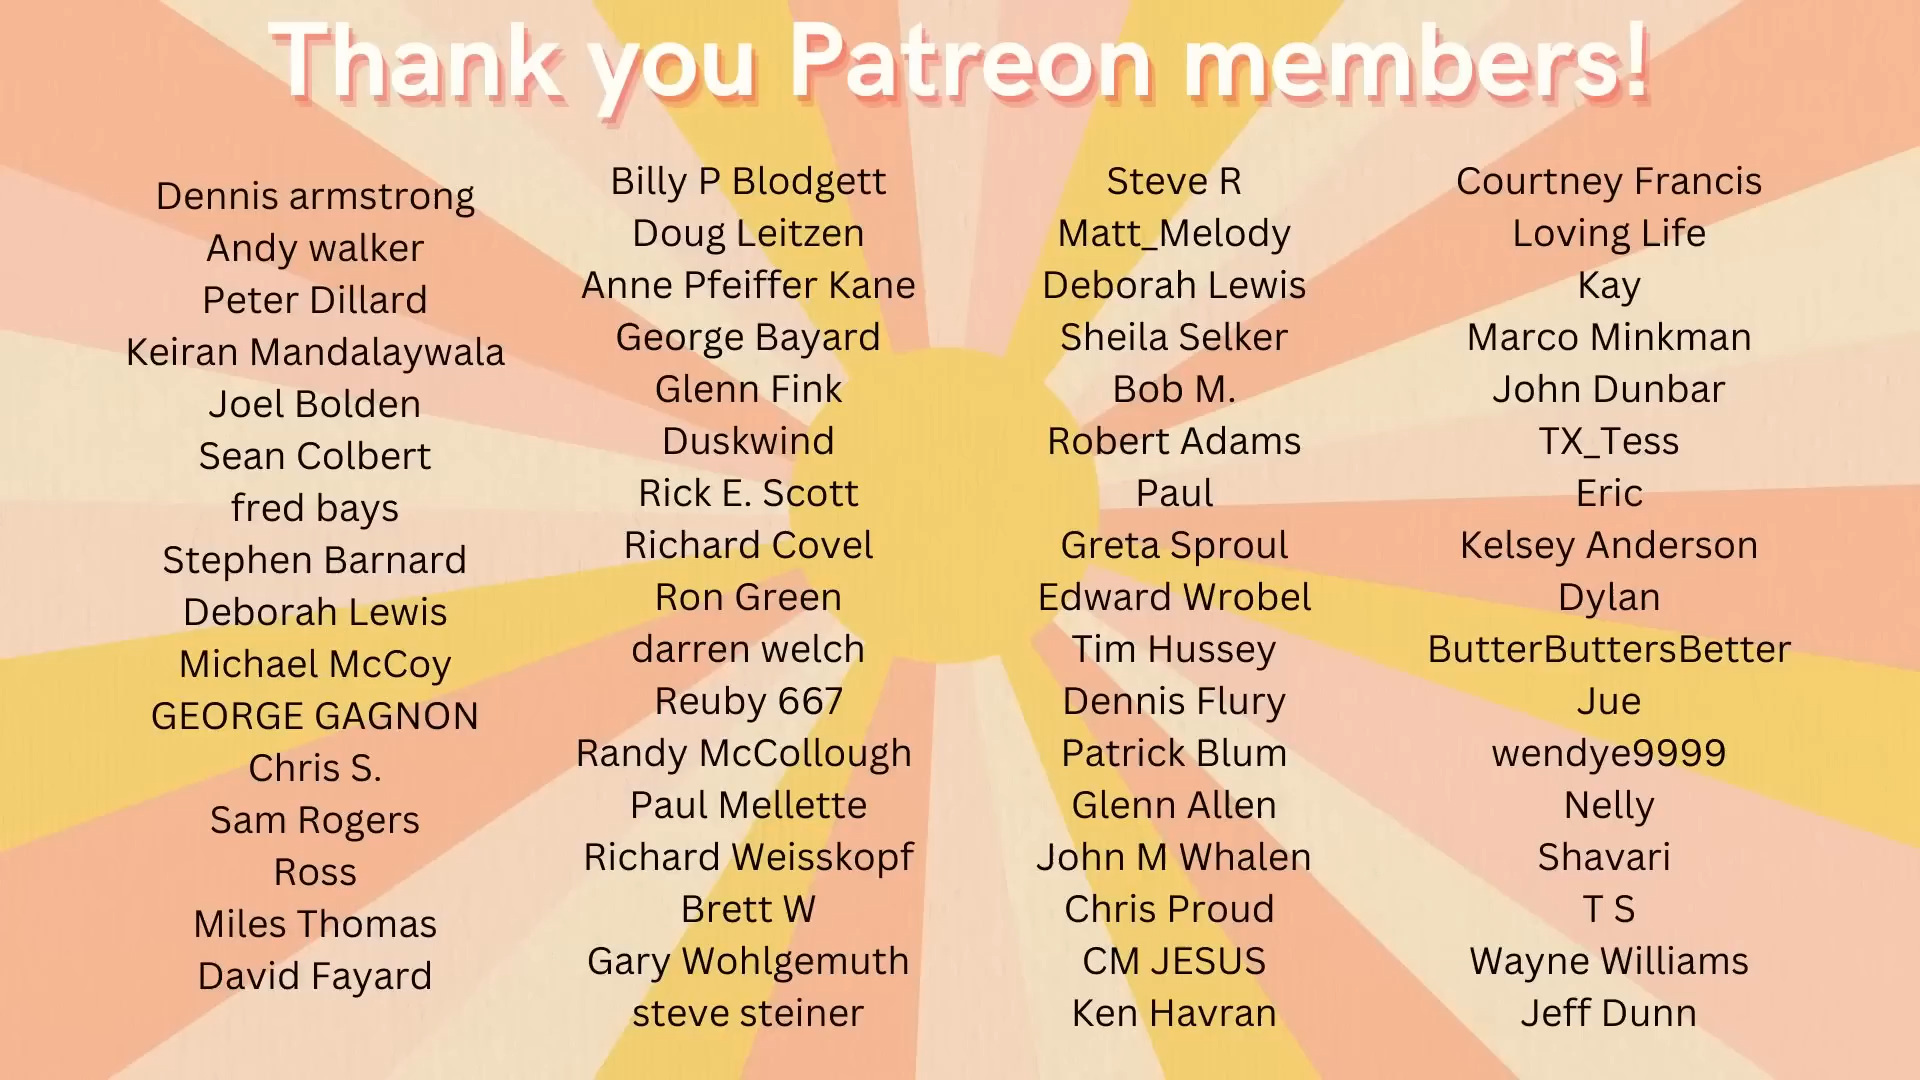 Thank you Patreon members!
Dennis armstrong
Andy walker
Peter Dillard
Keiran Mandalaywala
Joel Bolden
Sean Colbert
fred bays
Stephen Barnard
Deborah Lewis
Michael McCoy
GEORGE GAGNON
Chris S.
Sam Rogers
Ross
Miles Thomas
David Fayard
Billy P Blodgett
Doug Leitzen
Anne Pfeiffer Kane
George Bayard
Glenn Fink
Duskwind
Rick E. Scott
Richard Covel
Ron Green
darren welch
Reuby 667
Randy McCollough
Paul Mellette
Richard Weisskopf
Brett W
Gary Wohlgemuth
steve steiner
Steve R
Matt_Melody
Deborah Lewis
Sheila Selker
Bob M.
Robert Adams
Paul
Greta Sproul
Edward Wrobel
Tim Hussey
Dennis Flury
Patrick Blum
Glenn Allen
John M Whalen
Chris Proud
CM JESUS
Ken Havran
Courtney Francis
Loving Life
Kay
Marco Minkman
John Dunbar
TX_Tess
Eric
Kelsey Anderson
Dylan
ButterButtersBetter
Jue
wendye9999
Nelly
Shavari
T S
Wayne Williams
Jeff Dunn